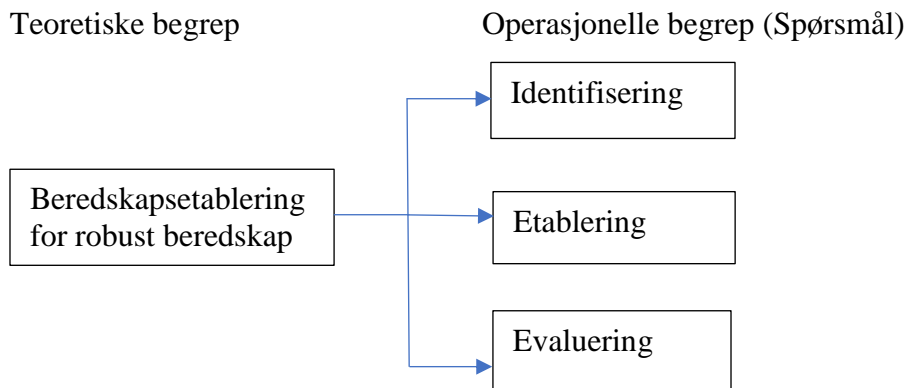 Teoretiske begrep
Operasjonelle begrep (Spørsmål)
Identifisering
Beredskapsetablering
for robust beredskap
Etablering
Evaluering